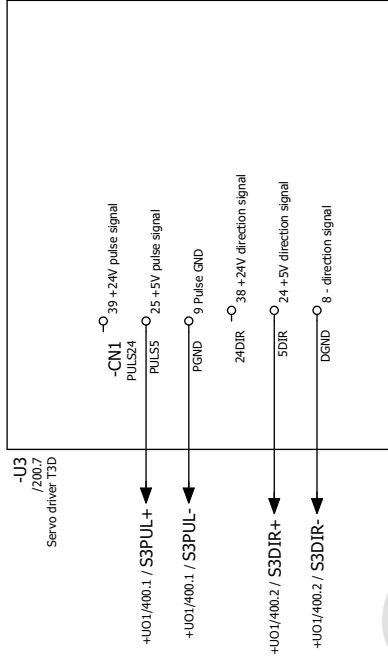 -U3
/200.7
Servo driver T3D
-CN1
PULS24
39 +24V pulse signal
PULS5
25 +5V pulse signal
PGND
9 Pulse GND
24DIR
38 +24V direction signal
5DIR
24 +5V direction signal
DGND
8 - direction signal
+UO1/400.1 / S3PUL+
+UO1/400.1 / S3PUL-
+UO1/400.2 / S3DIR+
+UO1/400.2 / S3DIR-